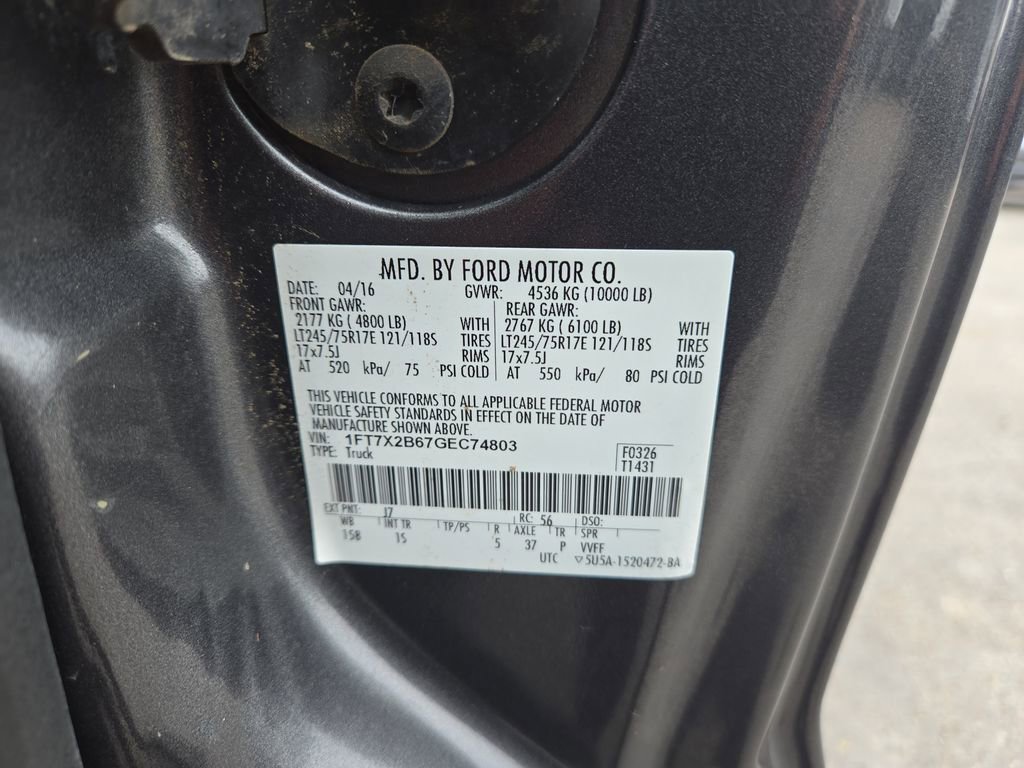 MFD. BY FORD MOTOR CO.
DATE: 04/16 GVWR: 4536 KG (10000 LB)
FRONT GAWR: REAR GAWR:
2177 KG ( 4800 LB) WITH 2767 KG ( 6100 LB) WITH
LT245/75R17E 121/118S TIRES LT245/75R17E 121/118S TIRES
17x7.5J RIMS 17x7.5J RIMS
AT 520 kPa/ 75 PSI COLD AT 550 kPa/ 80 PSI COLD
THIS VEHICLE CONFORMS TO ALL APPLICABLE FEDERAL MOTOR
VEHICLE SAFETY STANDARDS IN EFFECT ON THE DATE OF
MANUFACTURE SHOWN ABOVE.
VIN: 1FT7X2B67GEC74803 F0326
TYPE: Truck T1431
EXT PNT: J7 RC: 56 DSO:
WB INT TR TP/PS R AXLE TR SPR
158 1S 5 37 P VVFF
UTC ▽5U5A-1520472-BA